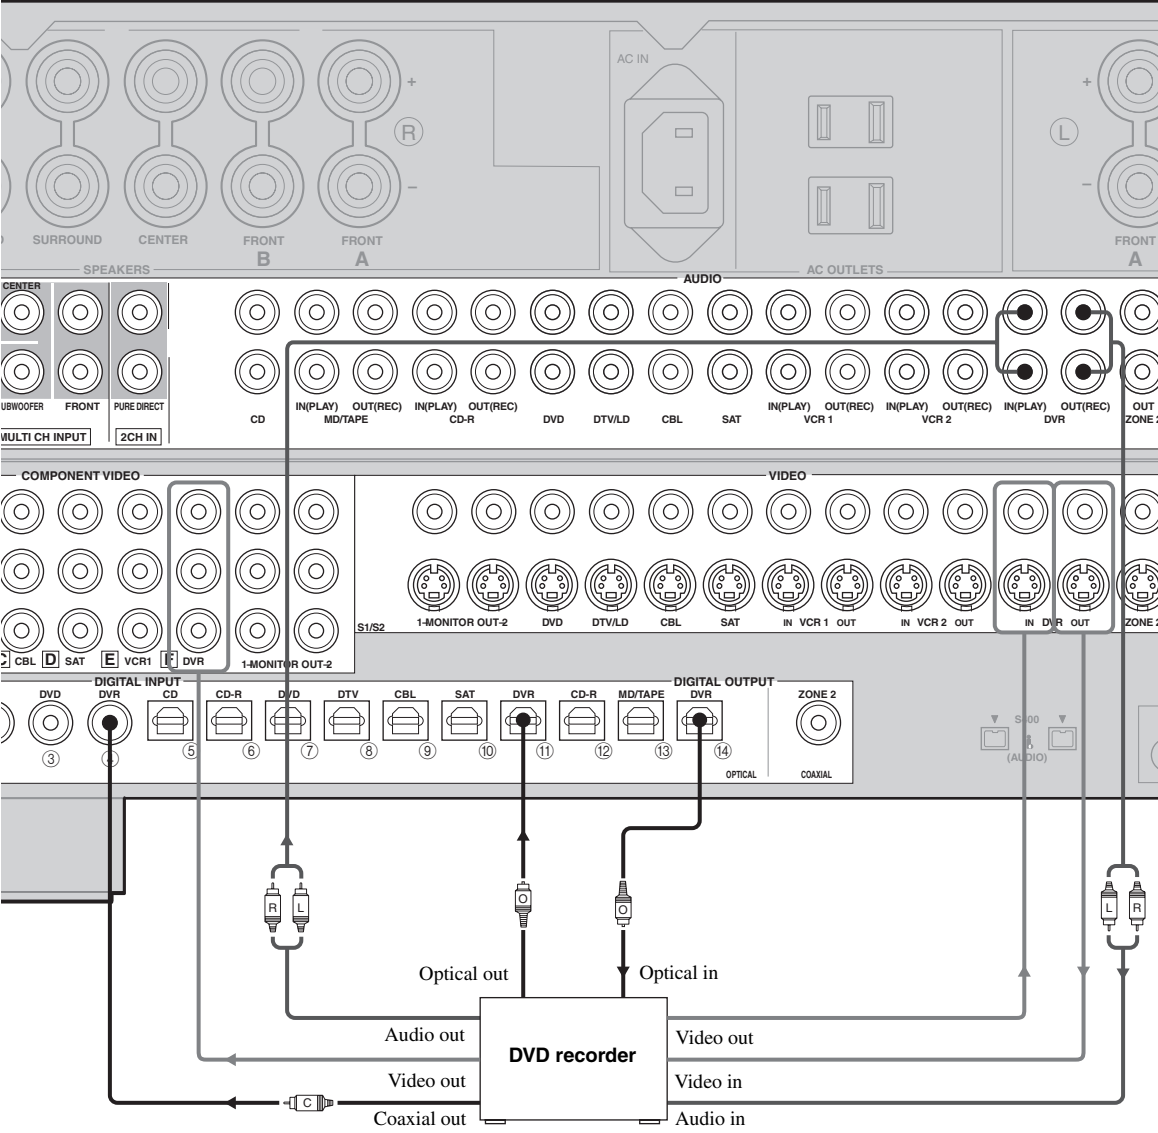 AC IN
+
R
+
L
−
−
SURROUND
CENTER
FRONT
B
FRONT
A
FRONT
A
SPEAKERS
AC OUTLETS
AUDIO
CENTER
UBWOOFER
FRONT
PURE DIRECT
CD
IN(PLAY)
OUT(REC)
MD/TAPE
IN(PLAY)
OUT(REC)
CD-R
DVD
DTV/LD
CBL
SAT
IN(PLAY)
OUT(REC)
VCR 1
IN(PLAY)
OUT(REC)
VCR 2
IN(PLAY)
OUT(REC)
DVR
OUT
ZONE 2
MULTI CH INPUT
2CH IN
COMPONENT VIDEO
VIDEO
S1/S2
1-MONITOR OUT-2
DVD
DTV/LD
CBL
SAT
IN VCR 1 OUT
IN VCR 2 OUT
IN DVR OUT
ZONE 2
C CBL
D SAT
E VCR1
F DVR
1-MONITOR OUT-2
DIGITAL INPUT
DIGITAL OUTPUT
DVD
DVR
CD
CD-R
DVD
DTV
CBL
SAT
DVR
CD-R
MD/TAPE
DVR
ZONE 2
③
④
⑤
⑥
⑦
⑧
⑨
⑩
⑪
⑫
⑬
⑭
OPTICAL
COAXIAL
S400
(AUDIO)
R
L
O
O
L
R
Optical out
Optical in
Audio out
DVD recorder
Video out
Video out
Video in
C
Coaxial out
Audio in